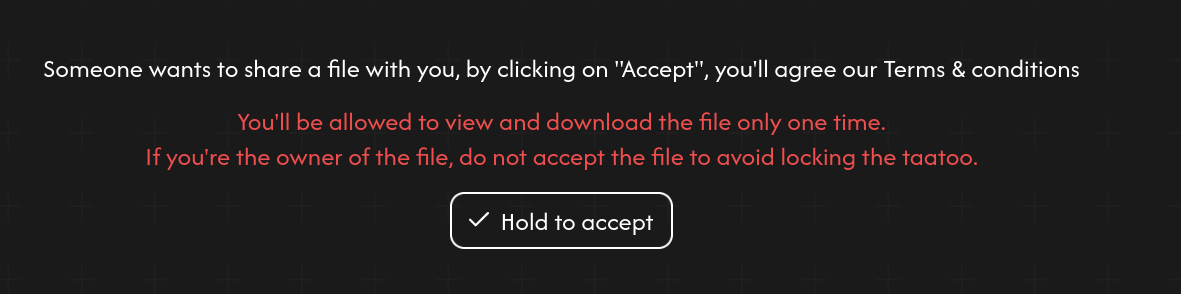 Someone wants to share a file with you, by clicking on "Accept", you'll agree our Terms & conditions
You'll be allowed to view and download the file only one time.
If you're the owner of the file, do not accept the file to avoid locking the taatoo.
Hold to accept